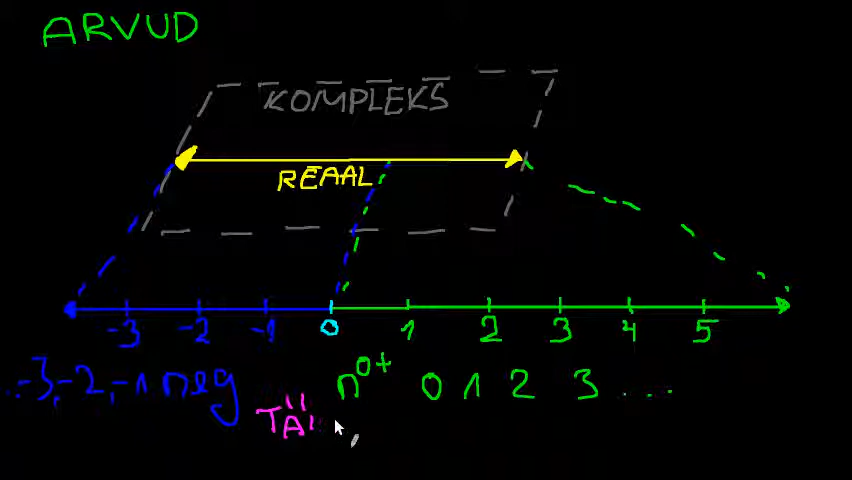 ARVUD
KOMPLEKS
REAAL
-3 -2 -1 0 1 2 3 4 5
..-3,-2,-1 neg n⁰⁺ 0 1 2 3 ....
TÄI